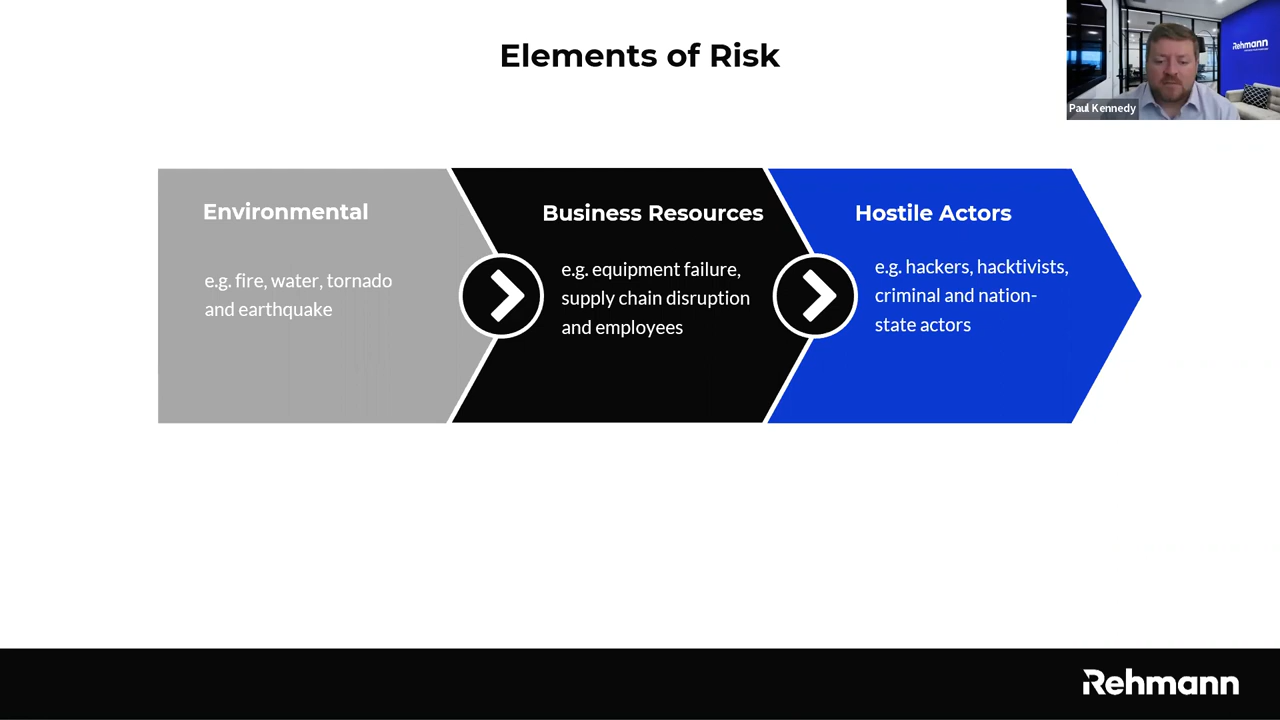 Elements of Risk
Rehmann
Paul Kennedy
Environmental
e.g. fire, water, tornado
and earthquake
Business Resources
e.g. equipment failure,
supply chain disruption
and employees
Hostile Actors
e.g. hackers, hacktivists,
criminal and nation-
state actors
Rehmann